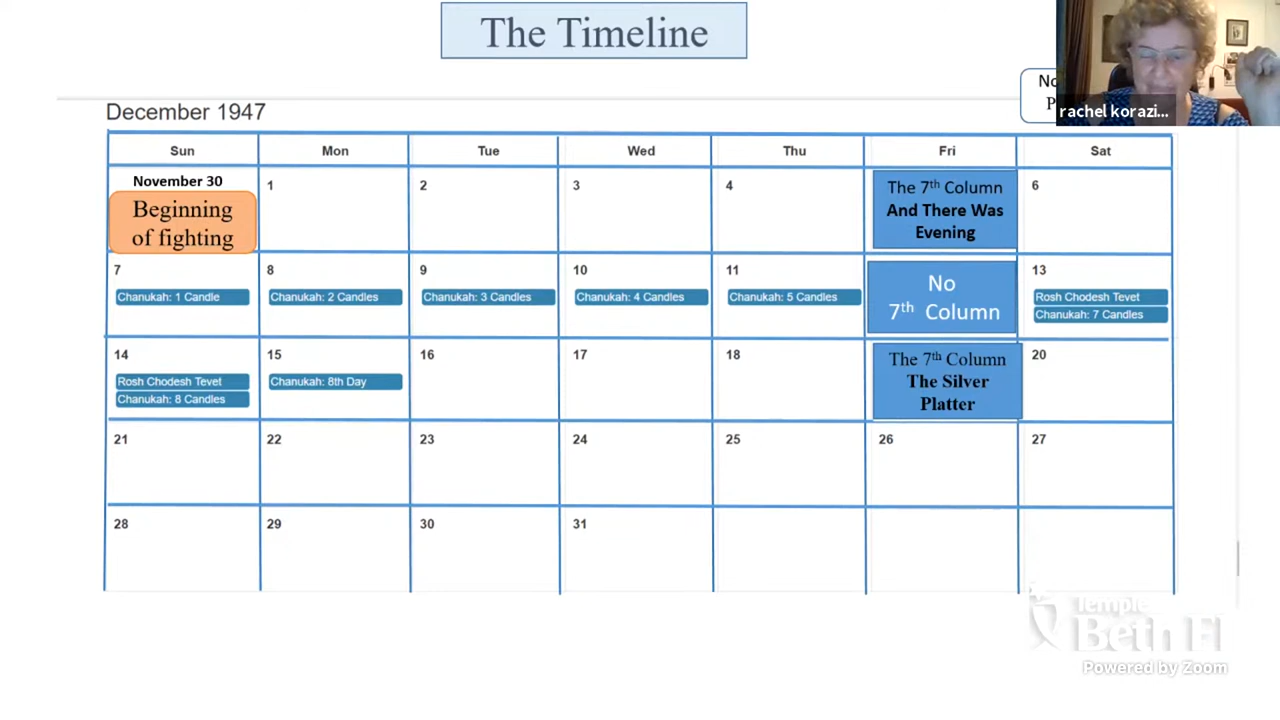 The Timeline
rachel korazi...
December 1947
Sun Mon Tue Wed Thu Fri Sat
November 30
Beginning
of fighting
1
2
3
4
The 7th Column
And There Was
Evening
6
7
Chanukah: 1 Candle
8
Chanukah: 2 Candles
9
Chanukah: 3 Candles
10
Chanukah: 4 Candles
11
Chanukah: 5 Candles
No
7th Column
13
Rosh Chodesh Tevet
Chanukah: 7 Candles
14
Rosh Chodesh Tevet
Chanukah: 8 Candles
15
Chanukah: 8th Day
16
17
18
The 7th Column
The Silver
Platter
20
21
22
23
24
25
26
27
28
29
30
31
Temple
Beth El
Powered by Zoom